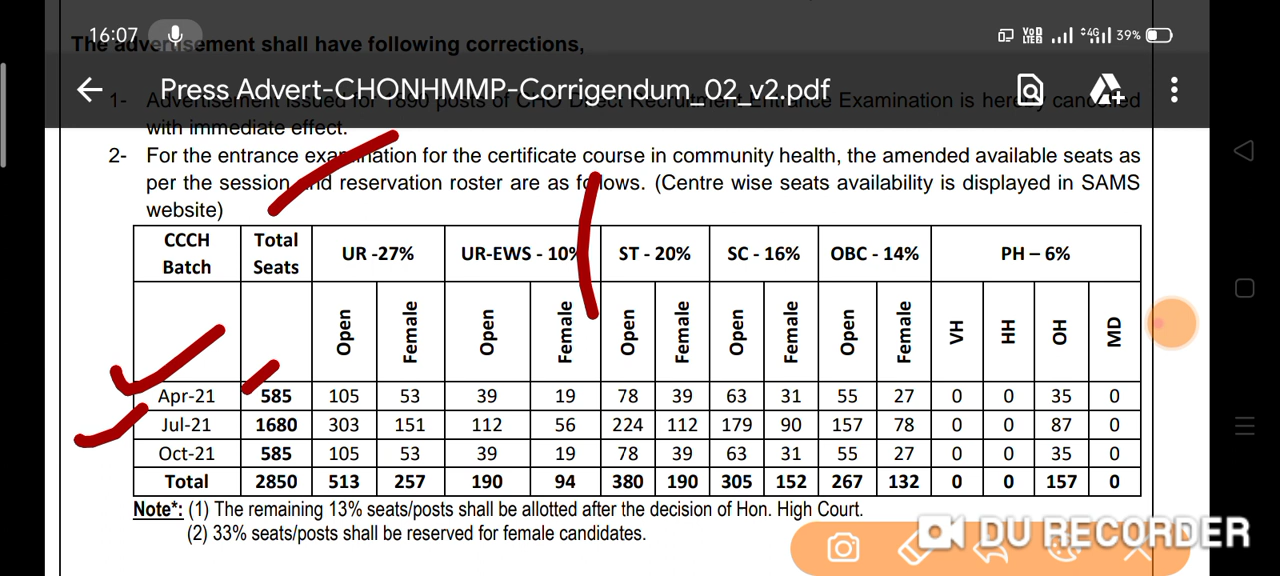 16:07 39%
The advertisement shall have following corrections,
Press Advert-CHONHMMP-Corrigendum_02_v2.pdf
1- Advertisement issued for 1890 posts of CHO Direct Recruitment Entrance Examination is hereby cancelled
with immediate effect.
2- For the entrance examination for the certificate course in community health, the amended available seats as
per the session and reservation roster are as follows. (Centre wise seats availability is displayed in SAMS
website)
CCCH Batch Total Seats UR -27% UR-EWS - 10% ST - 20% SC - 16% OBC - 14% PH – 6%
Open Female Open Female Open Female Open Female Open Female VH HH OH MD
Apr-21 585 105 53 39 19 78 39 63 31 55 27 0 0 35 0
Jul-21 1680 303 151 112 56 224 112 179 90 157 78 0 0 87 0
Oct-21 585 105 53 39 19 78 39 63 31 55 27 0 0 35 0
Total 2850 513 257 190 94 380 190 305 152 267 132 0 0 157 0
Note*: (1) The remaining 13% seats/posts shall be allotted after the decision of Hon. High Court.
(2) 33% seats/posts shall be reserved for female candidates.
DU RECORDER